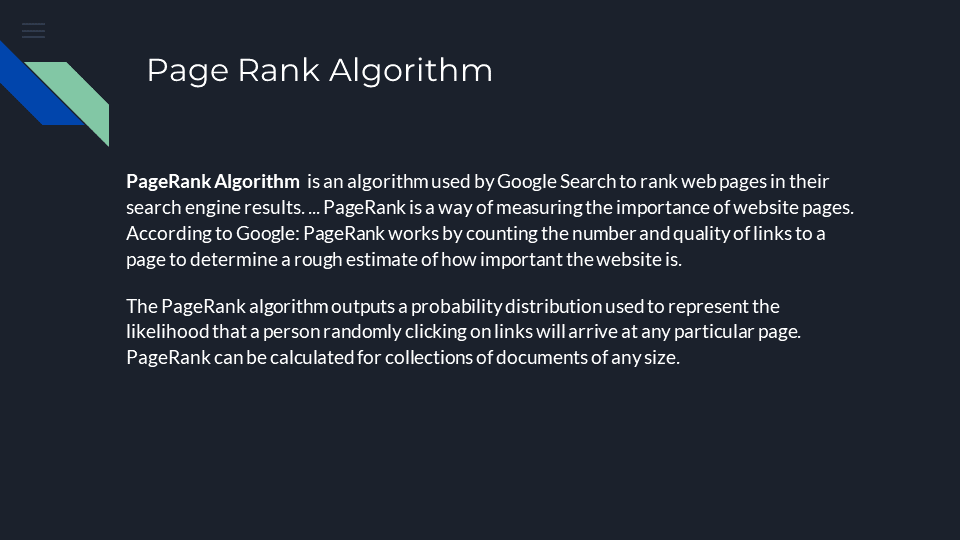 Page Rank Algorithm
PageRank Algorithm is an algorithm used by Google Search to rank web pages in their
search engine results. ... PageRank is a way of measuring the importance of website pages.
According to Google: PageRank works by counting the number and quality of links to a
page to determine a rough estimate of how important the website is.
The PageRank algorithm outputs a probability distribution used to represent the
likelihood that a person randomly clicking on links will arrive at any particular page.
PageRank can be calculated for collections of documents of any size.